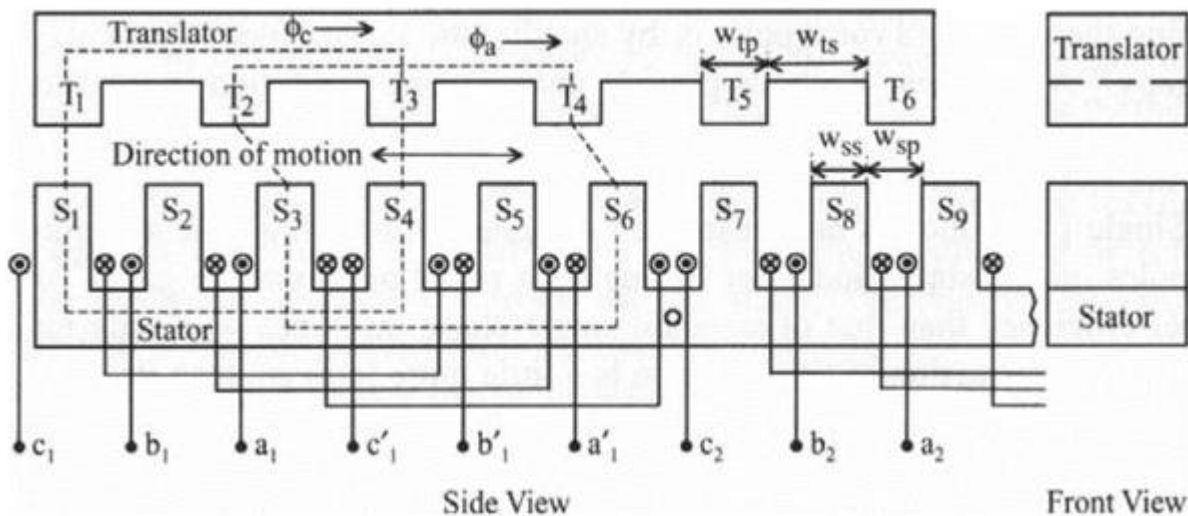 Translator ϕc ϕa wtp wts Translator
T1 T2 T3 T4 T5 T6
Direction of motion wss wsp
S1 S2 S3 S4 S5 S6 S7 S8 S9
Stator Stator
c1 b1 a1 c′1 b′1 a′1 c2 b2 a2
Side View Front View